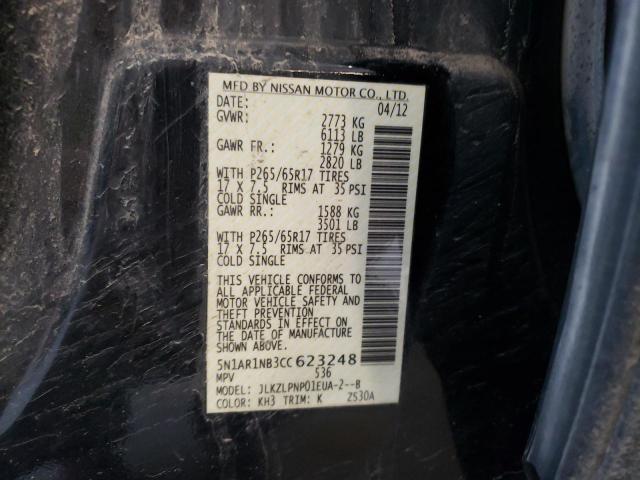 MFD BY NISSAN MOTOR CO., LTD.
DATE: 04/12
GVWR: 2773 KG
6113 LB
GAWR FR.: 1279 KG
2820 LB
WITH P265/65R17 TIRES
17 X 7.5 RIMS AT 35 PSI
COLD SINGLE
GAWR RR.: 1588 KG
3501 LB
WITH P265/65R17 TIRES
17 X 7.5 RIMS AT 35 PSI
COLD SINGLE
THIS VEHICLE CONFORMS TO
ALL APPLICABLE FEDERAL
MOTOR VEHICLE SAFETY AND
THEFT PREVENTION
STANDARDS IN EFFECT ON
THE DATE OF MANUFACTURE
SHOWN ABOVE.
5N1AR1NB3CC623248
MPV 536
MODEL: JLKZLPNP01EUA-2--B
COLOR: KH3 TRIM: K ZS30A